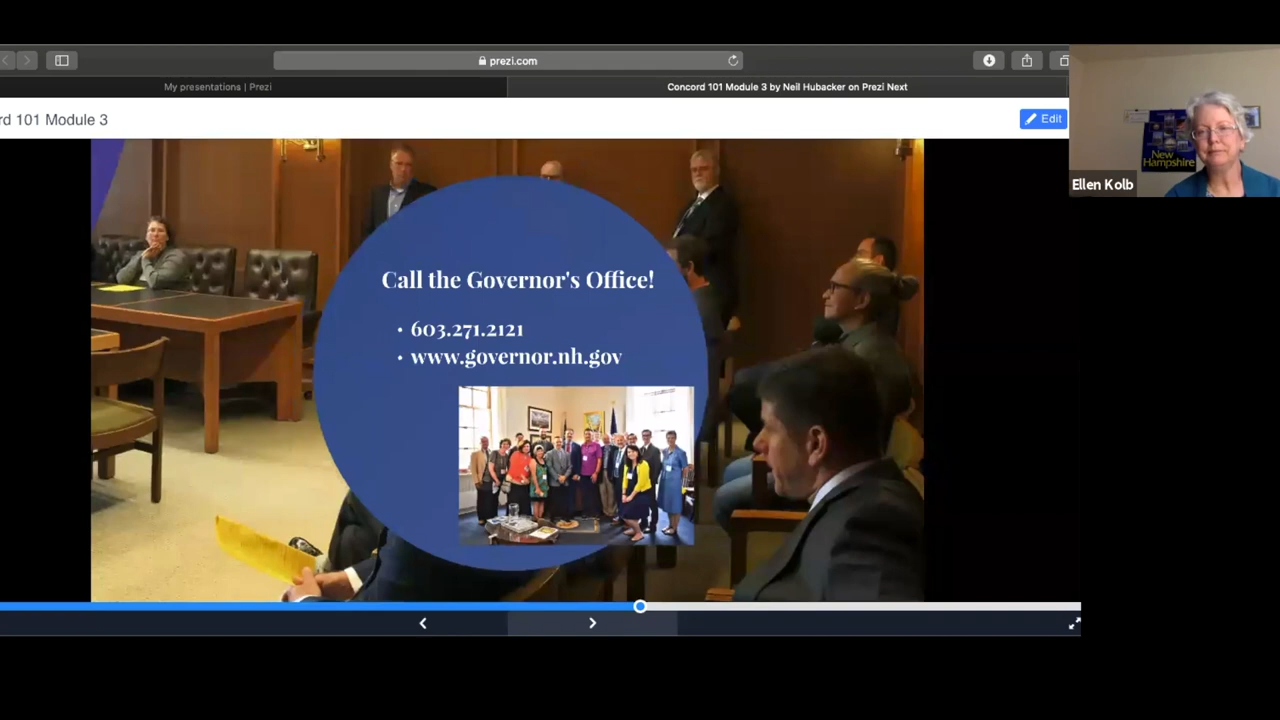 prezi.com
My presentations | Prezi
Concord 101 Module 3 by Neil Hubacker on Prezi Next
rd 101 Module 3
Edit
New
Hampshire
Ellen Kolb
Call the Governor's Office!
• 603.271.2121
• www.governor.nh.gov